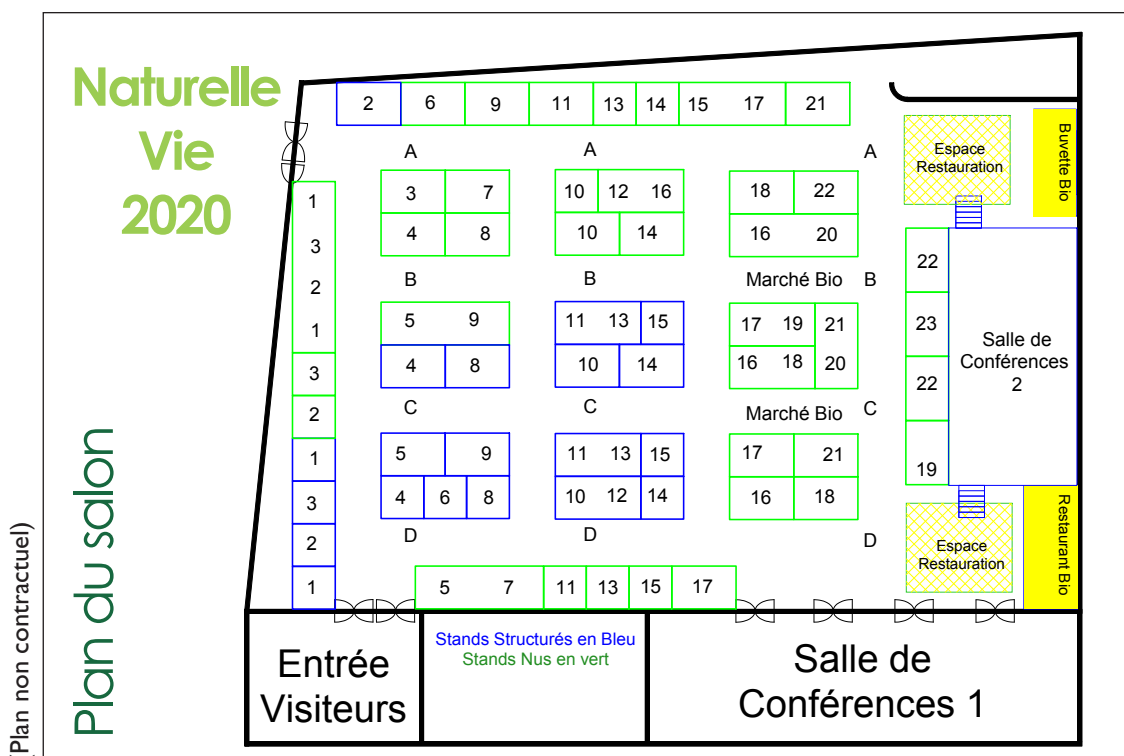 Naturelle
Vie
2020
Plan du salon
(Plan non contractuel)
2 6 9 11 13 14 15 17 21
A A A
3 7 10 12 16 18 22
4 8 10 14 16 20
B B Marché Bio B
5 9 11 13 15 17 19 21
4 8 10 14 16 18 20
C C Marché Bio C
5 9 11 13 15 17 21
4 6 8 10 12 14 16 18
D D D
5 7 11 13 15 17
1
3
2
1
3
2
1
3
2
1
22
23
22
19
Espace
Restauration
Buvette Bio
Salle de
Conférences
2
Espace
Restauration
Restaurant Bio
Entrée
Visiteurs
Stands Structurés en Bleu
Stands Nus en vert
Salle de
Conférences 1